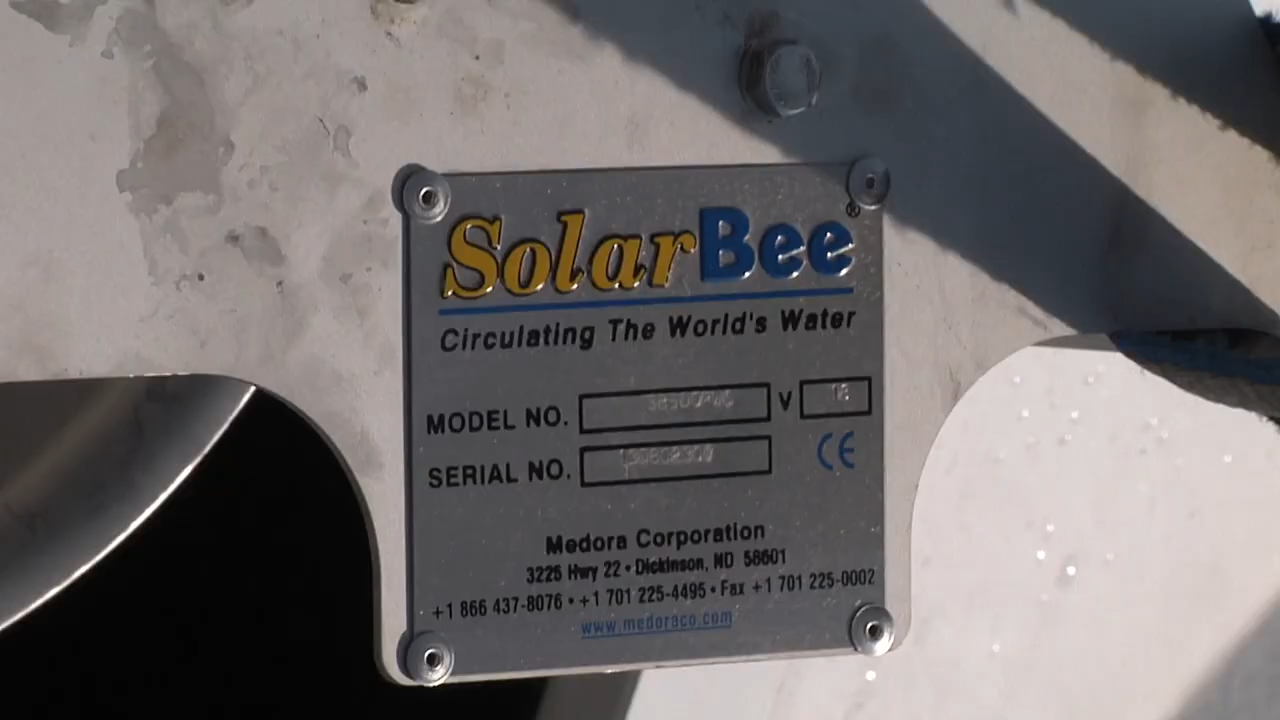 SolarBee®
Circulating The World's Water
MODEL NO. V 18
SERIAL NO. CE
Medora Corporation
3225 Hwy 22 • Dickinson, ND 58601
+1 866 437-8076 • +1 701 225-4495 • Fax +1 701 225-0002
www.medoraco.com